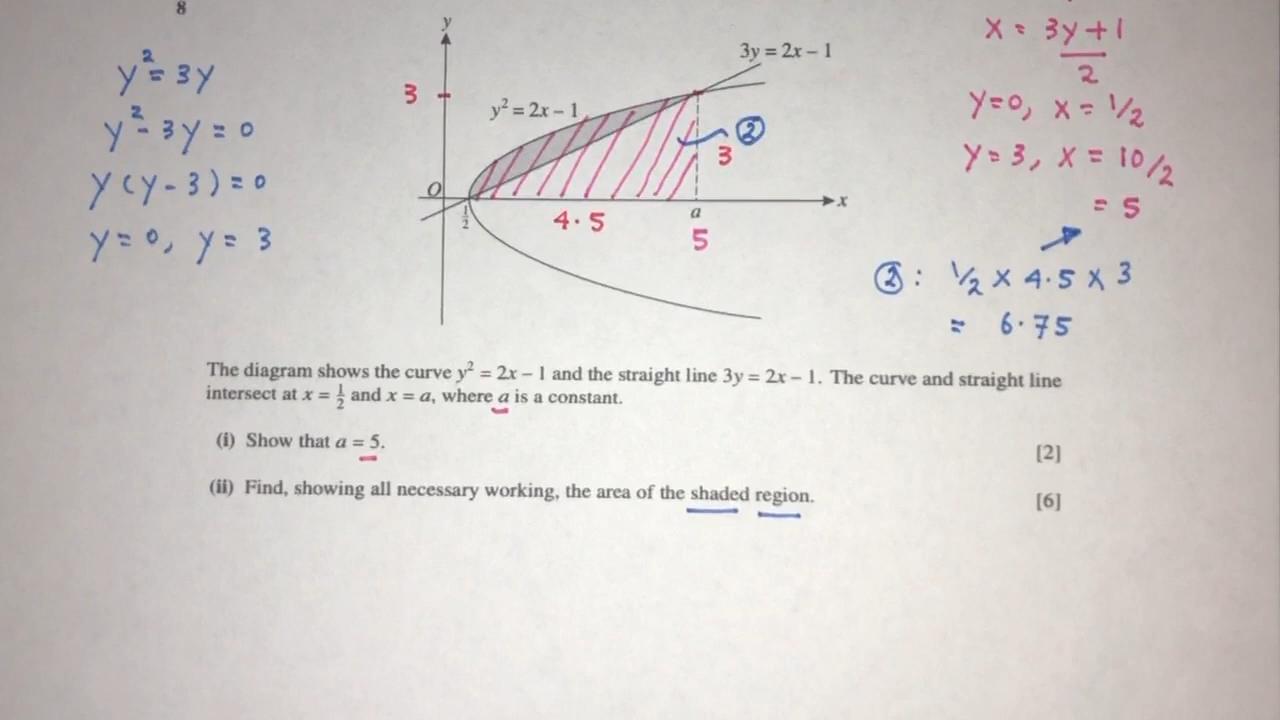 8
y² = 3y
y² - 3y = 0
y(y - 3) = 0
y = 0, y = 3
y
3
y² = 2x – 1
3y = 2x – 1
②
3
O
x
½
4.5
a
5
x = 3y + 1
2
y=0, x = 1/2
y = 3, x = 10/2
= 5
②: 1/2 × 4.5 × 3
= 6.75
The diagram shows the curve y² = 2x – 1 and the straight line 3y = 2x – 1. The curve and straight line
intersect at x = ½ and x = a, where a is a constant.
(i) Show that a = 5. [2]
(ii) Find, showing all necessary working, the area of the shaded region. [6]